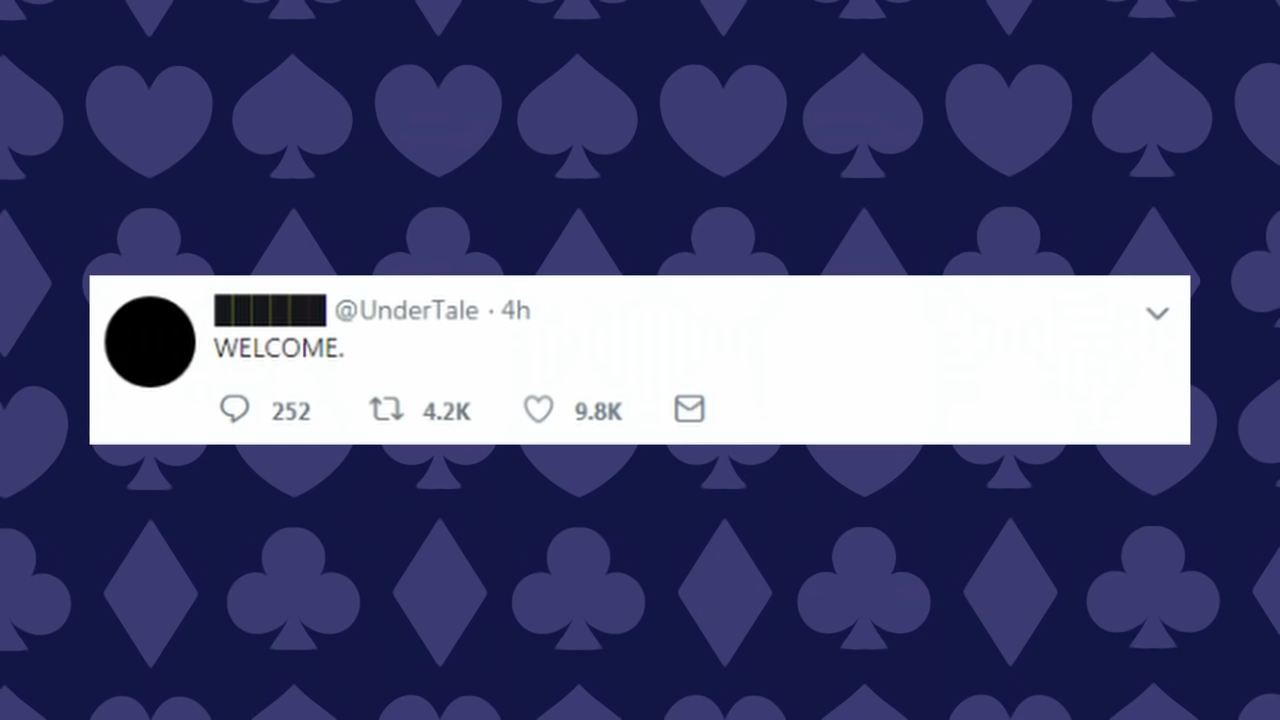 ██████ @UnderTale · 4h
WELCOME.
252 4.2K 9.8K